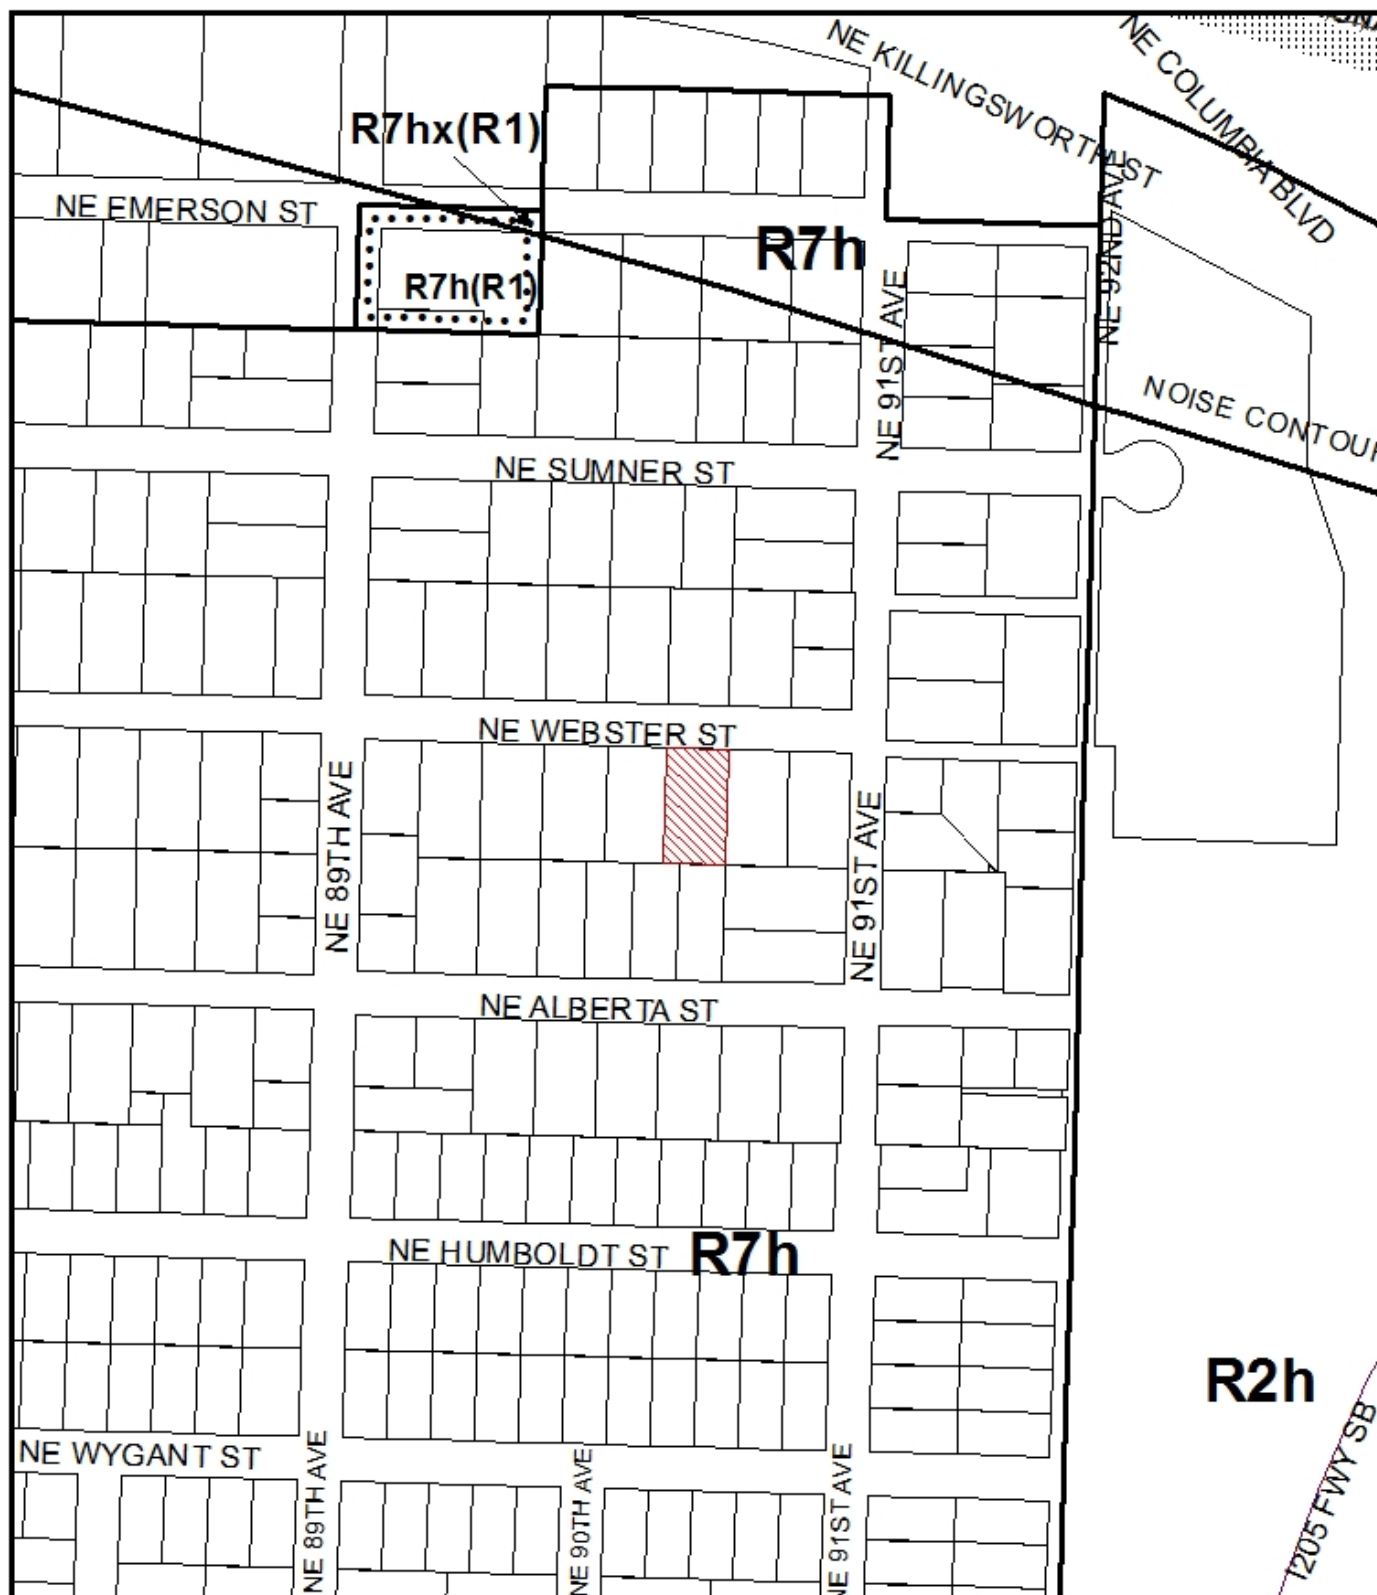 NE KILLINGSWORTH ST
NE COLUMBIA BLVD
R7hx(R1)
NE EMERSON ST
R7h
NE 92ND AVE
R7h(R1)
NE 91ST AVE
NOISE CONTOUR
NE SUMNER ST
NE WEBSTER ST
NE 89TH AVE
NE 91ST AVE
NE ALBERTA ST
NE HUMBOLDT ST
R7h
R2h
NE WYGANT ST
NE 89TH AVE
NE 90TH AVE
NE 91ST AVE
I205 FWY SB